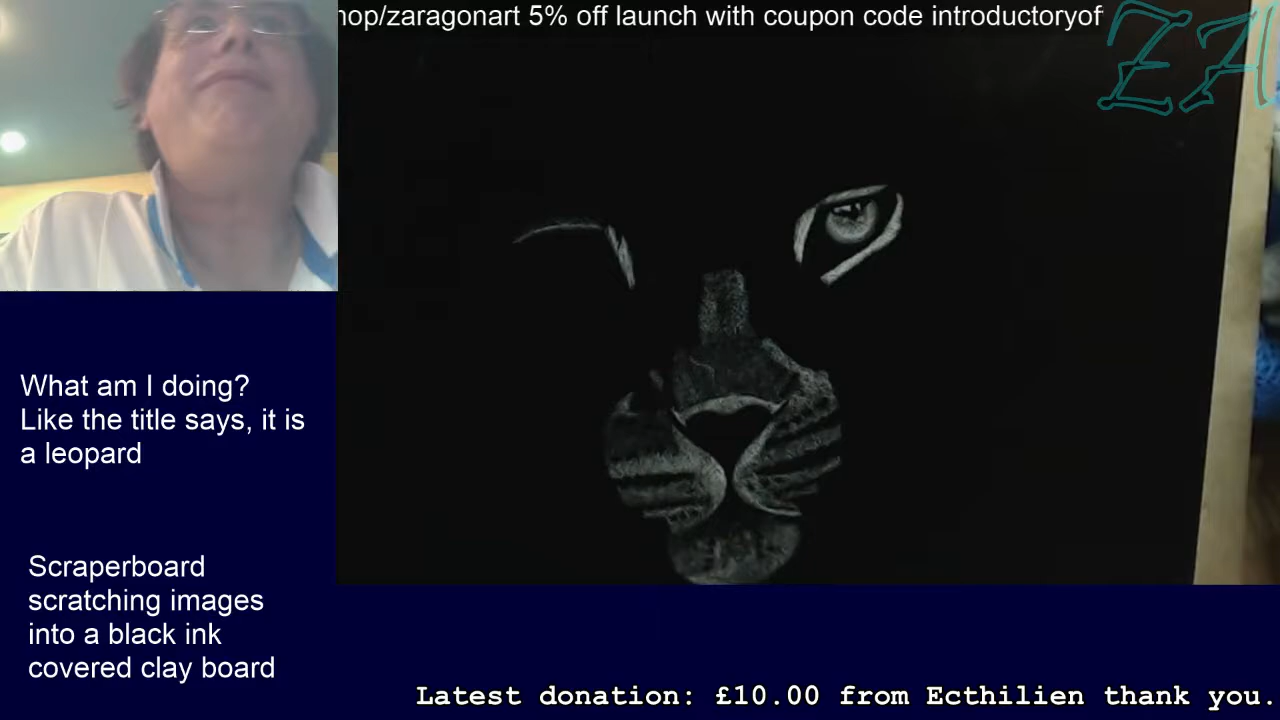 hop/zaragonart 5% off launch with coupon code introductoryof
ZA
What am I doing?
Like the title says, it is
a leopard
Scraperboard
scratching images
into a black ink
covered clay board
Latest donation: £10.00 from Ecthilien thank you.